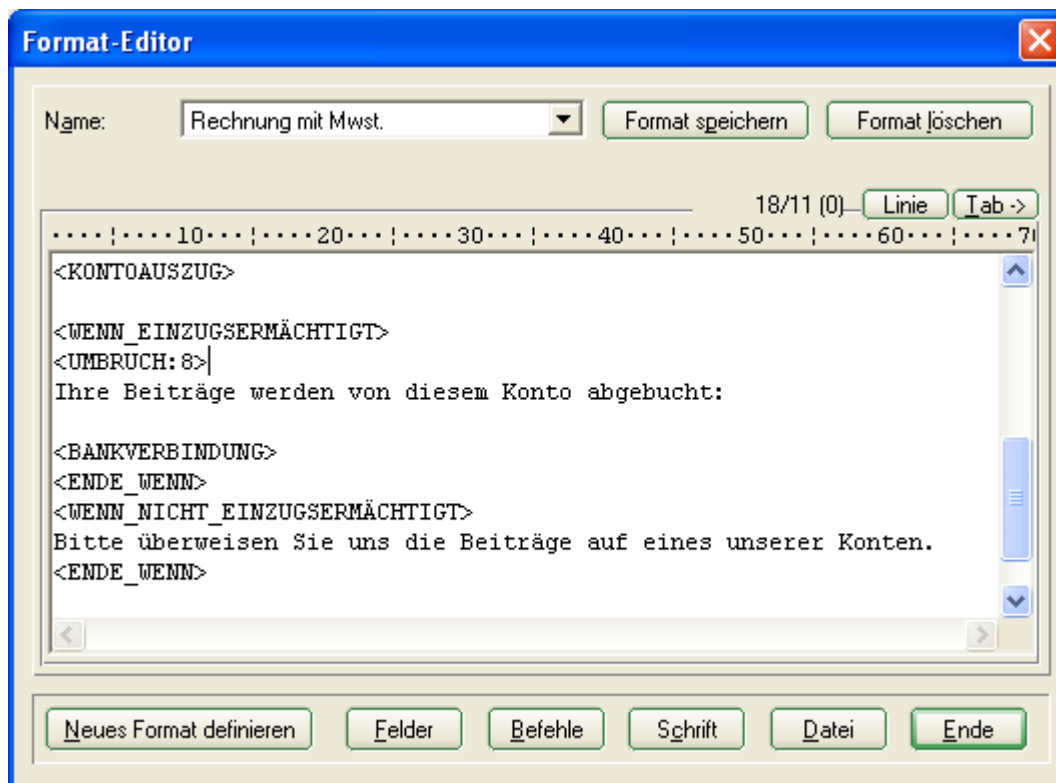 Format-Editor
Name: Rechnung mit Mwst. Format speichern Format löschen
18/11 (0) Linie Tab ->
····¦····10···¦····20···¦····30···¦····40···¦····50···¦····60···¦····70
<KONTOAUSZUG>
<WENN_EINZUGSERMÄCHTIGT>
<UMBRUCH:8>
Ihre Beiträge werden von diesem Konto abgebucht:
<BANKVERBINDUNG>
<ENDE_WENN>
<WENN_NICHT_EINZUGSERMÄCHTIGT>
Bitte überweisen Sie uns die Beiträge auf eines unserer Konten.
<ENDE_WENN>
Neues Format definieren Felder Befehle Schrift Datei Ende